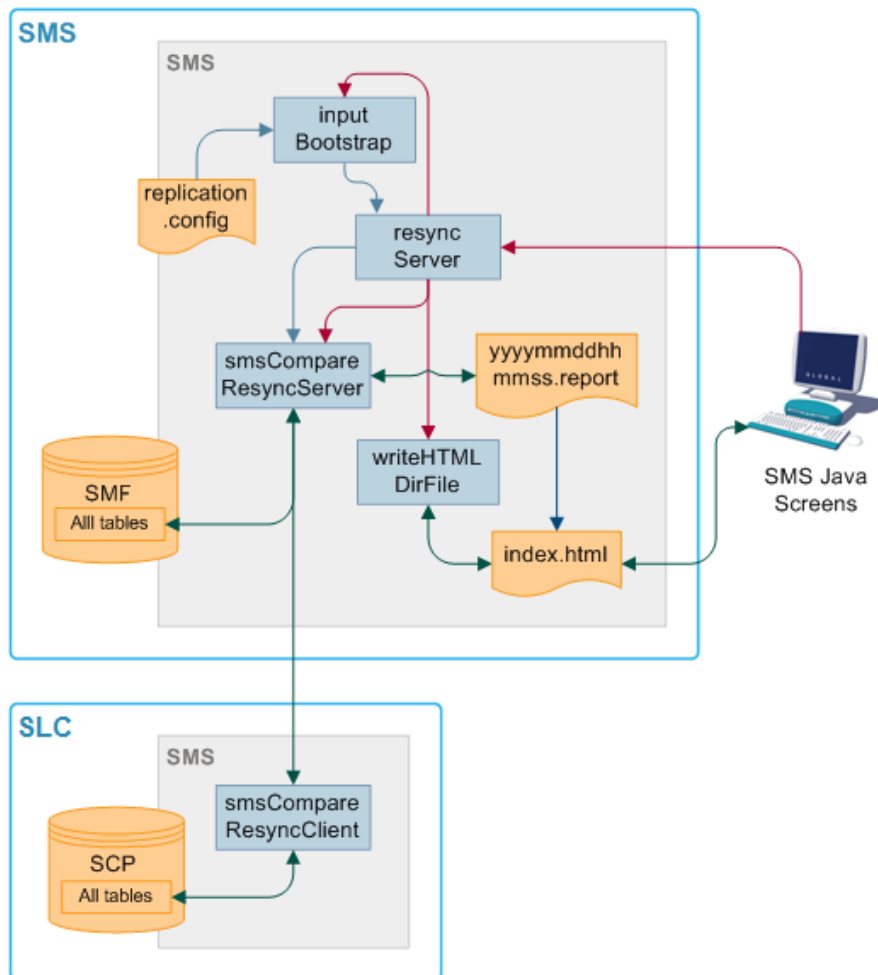 SMS
SMS
input
Bootstrap
replication
.config
resync
Server
smsCompare
ResyncServer
yyyymmddhh
mmss.report
GLOBAL
SMS Java
Screens
writeHTML
DirFile
SMF
Alll tables
index.html
SLC
SMS
smsCompare
ResyncClient
SCP
All tables